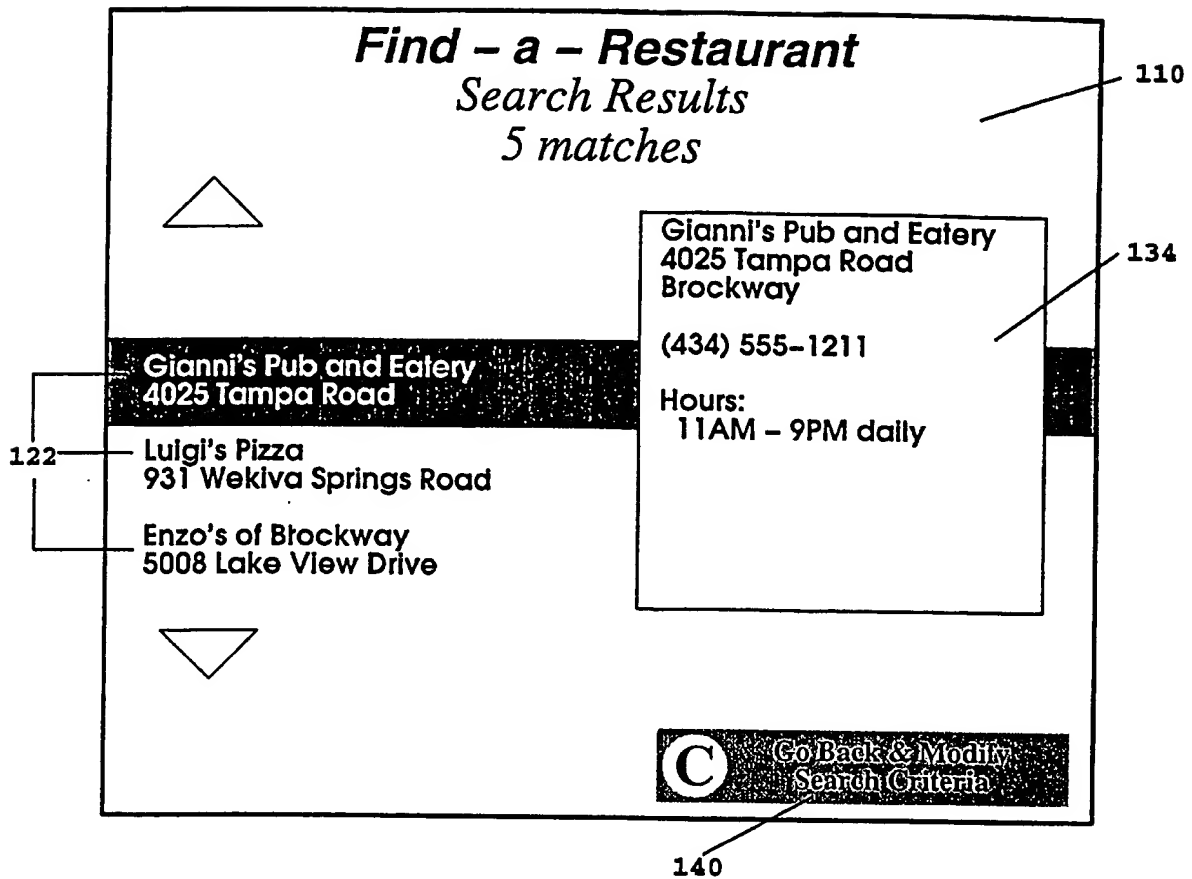 Find – a – Restaurant
Search Results
5 matches
110
Gianni's Pub and Eatery
4025 Tampa Road
Brockway
(434) 555–1211
Hours:
11AM – 9PM daily
134
Gianni's Pub and Eatery
4025 Tampa Road
122
Luigi's Pizza
931 Wekiva Springs Road
Enzo's of Brockway
5008 Lake View Drive
C
Go Back & Modify
Search Criteria
140